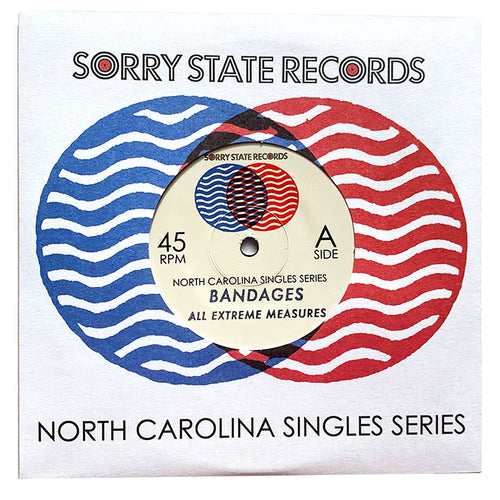 SORRY STATE RECORDS
SORRY STATE RECORDS
45
RPM
A
SIDE
NORTH CAROLINA SINGLES SERIES
BANDAGES
ALL EXTREME MEASURES
NORTH CAROLINA SINGLES SERIES